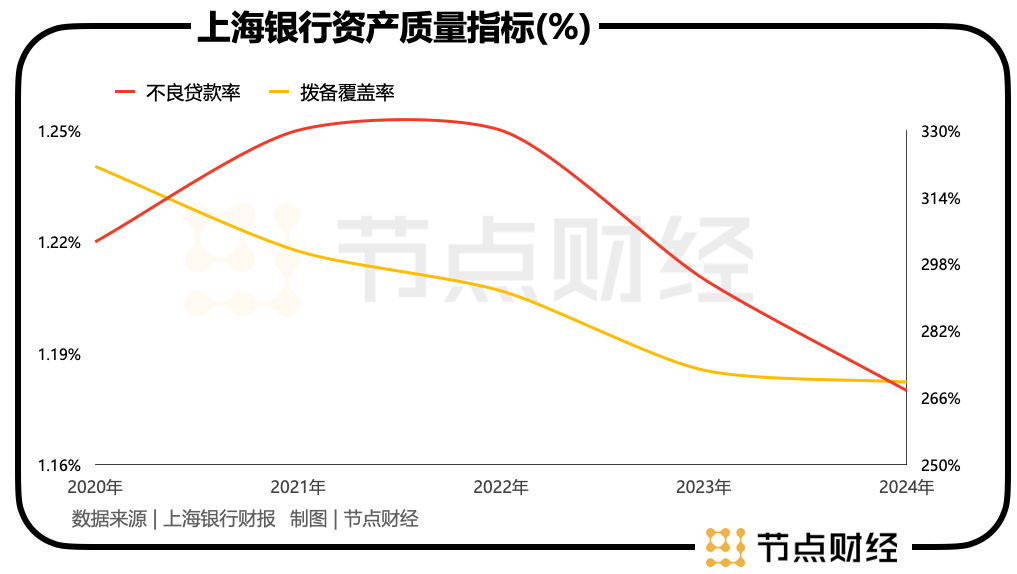 上海银行资产质量指标(%)
不良贷款率 拨备覆盖率
1.25% 330%
314%
1.22%
298%
节点财经
282%
1.19%
266%
1.16% 250%
2020年 2021年 2022年 2023年 2024年
数据来源 | 上海银行财报 制图 | 节点财经
节点财经